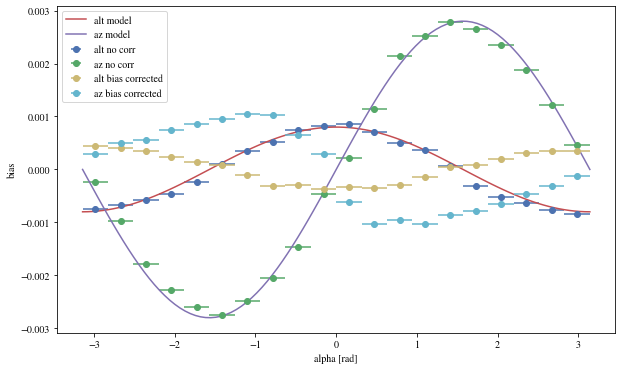 alt model
az model
alt no corr
az no corr
alt bias corrected
az bias corrected
0.003
0.002
0.001
0.000
−0.001
−0.002
−0.003
bias
−3
−2
−1
0
1
2
3
alpha [rad]